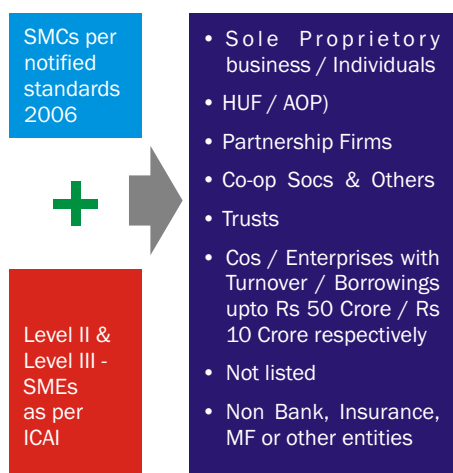 SMCs per
notified
standards
2006
Level II &
Level III -
SMEs
as per
ICAI
• Sole Proprietory
business / Individuals
• HUF / AOP)
• Partnership Firms
• Co-op Socs & Others
• Trusts
• Cos / Enterprises with
Turnover / Borrowings
upto Rs 50 Crore / Rs
10 Crore respectively
• Not listed
• Non Bank, Insurance,
MF or other entities